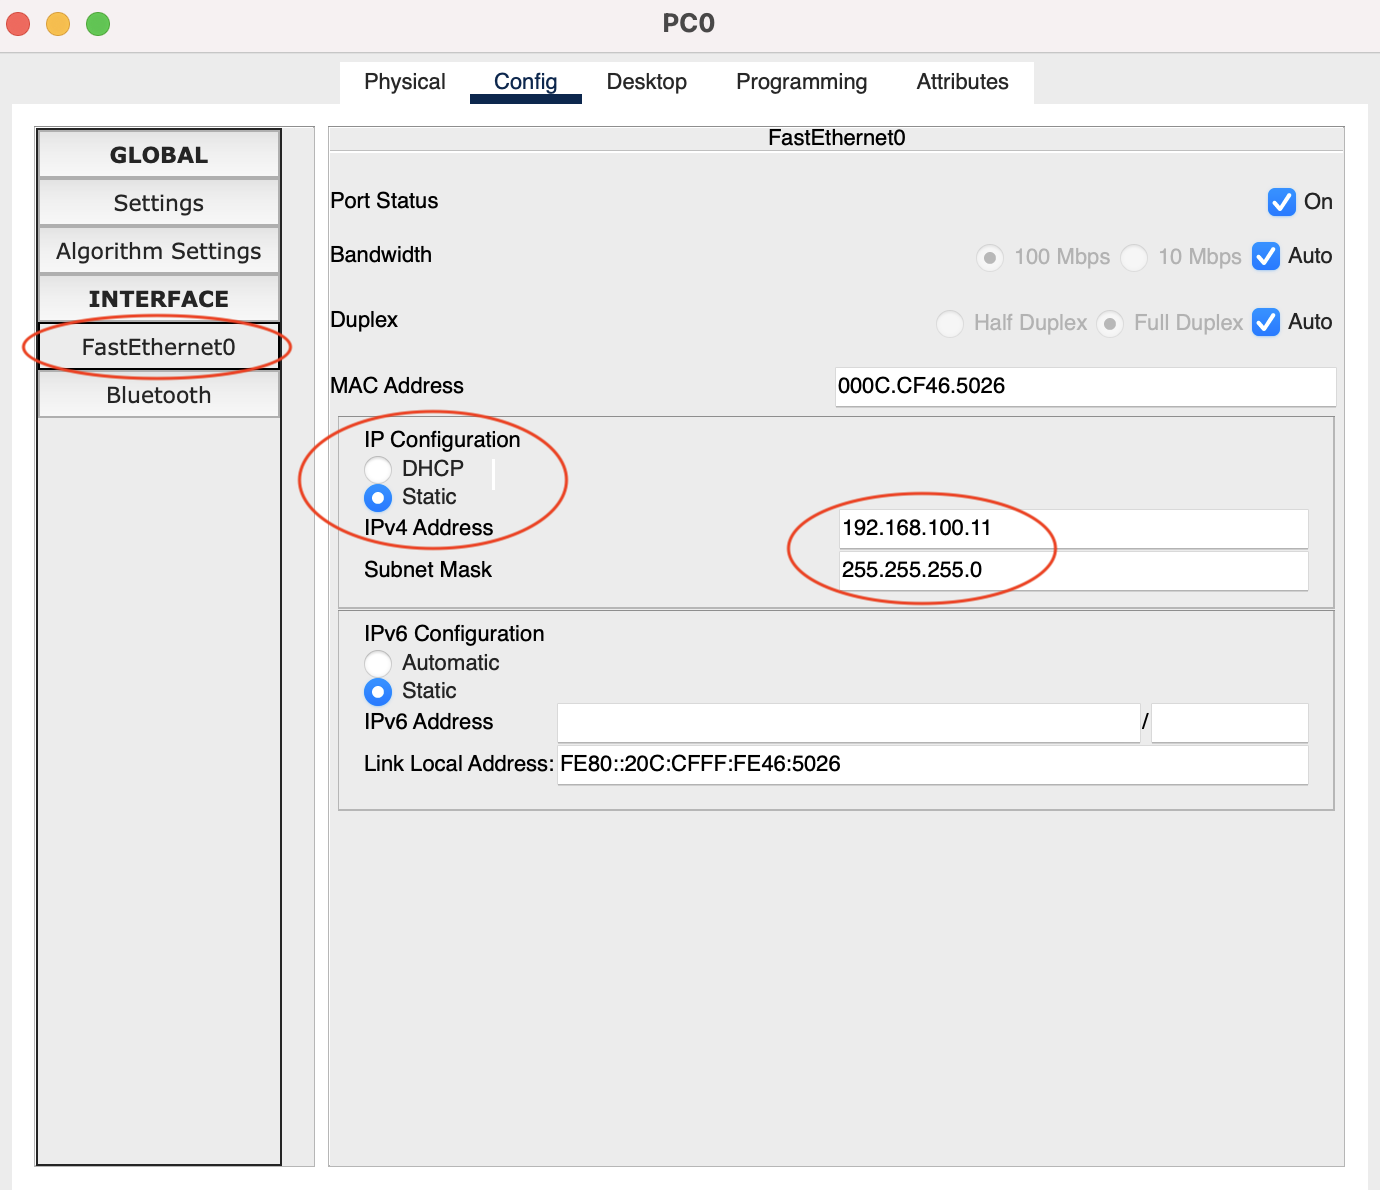 PC0
Physical Config Desktop Programming Attributes
GLOBAL
Settings
Algorithm Settings
INTERFACE
FastEthernet0
Bluetooth
FastEthernet0
Port Status On
Bandwidth 100 Mbps 10 Mbps Auto
Duplex Half Duplex Full Duplex Auto
MAC Address 000C.CF46.5026
IP Configuration
DHCP
Static
IPv4 Address 192.168.100.11
Subnet Mask 255.255.255.0
IPv6 Configuration
Automatic
Static
IPv6 Address /
Link Local Address: FE80::20C:CFFF:FE46:5026